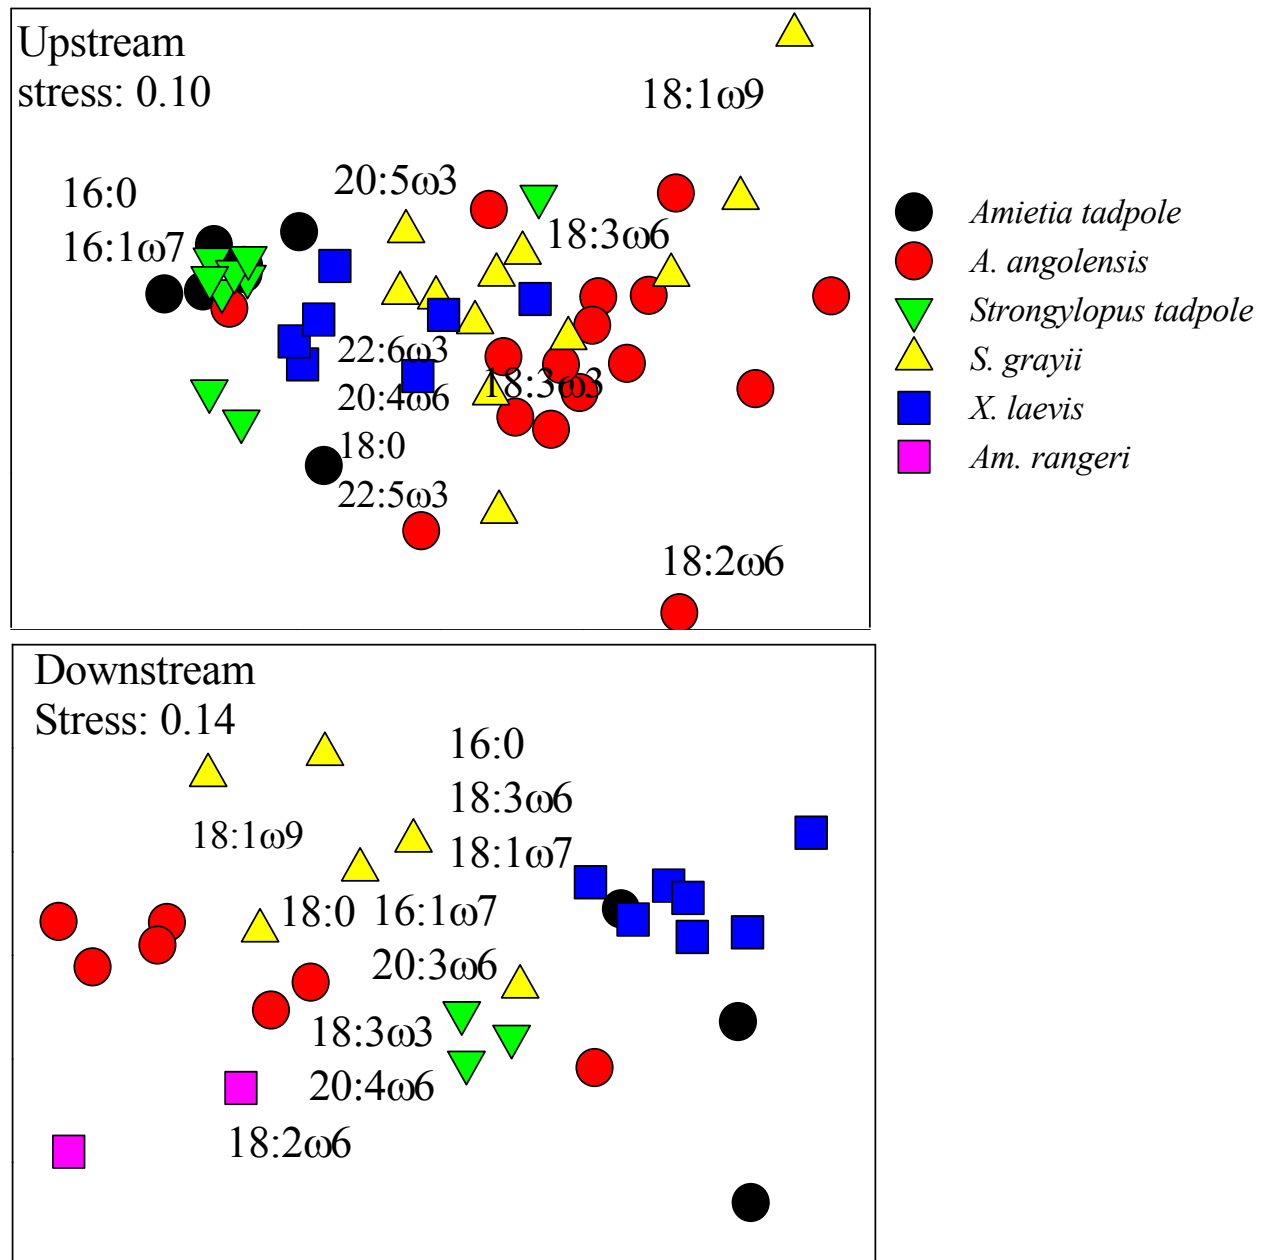 Upstream
stress: 0.10
18:1ω9
16:0
20:5ω3
16:1ω7
18:3ω6
22:6ω3
18:3ω3
20:4ω6
18:0
22:5ω3
18:2ω6
Amietia tadpole
A. angolensis
Strongylopus tadpole
S. grayii
X. laevis
Am. rangeri
Downstream
Stress: 0.14
16:0
18:3ω6
18:1ω9
18:1ω7
18:0 16:1ω7
20:3ω6
18:3ω3
20:4ω6
18:2ω6